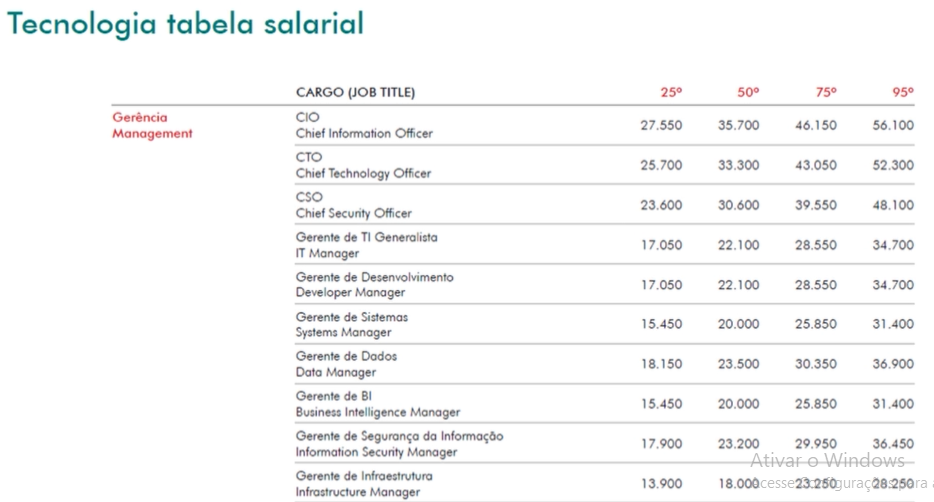 Tecnologia tabela salarial
CARGO (JOB TITLE) 25º 50º 75º 95º
Gerência
Management
CIO
Chief Information Officer
27.550 35.700 46.150 56.100
CTO
Chief Technology Officer
25.700 33.300 43.050 52.300
CSO
Chief Security Officer
23.600 30.600 39.550 48.100
Gerente de TI Generalista
IT Manager
17.050 22.100 28.550 34.700
Gerente de Desenvolvimento
Developer Manager
17.050 22.100 28.550 34.700
Gerente de Sistemas
Systems Manager
15.450 20.000 25.850 31.400
Gerente de Dados
Data Manager
18.150 23.500 30.350 36.900
Gerente de BI
Business Intelligence Manager
15.450 20.000 25.850 31.400
Gerente de Segurança da Informação
Information Security Manager
17.900 23.200 29.950 36.450
Ativar o Windows
Gerente de Infraestrutura
Infrastructure Manager
13.900 18.000 23.250 28.250
Acesse Configurações para a